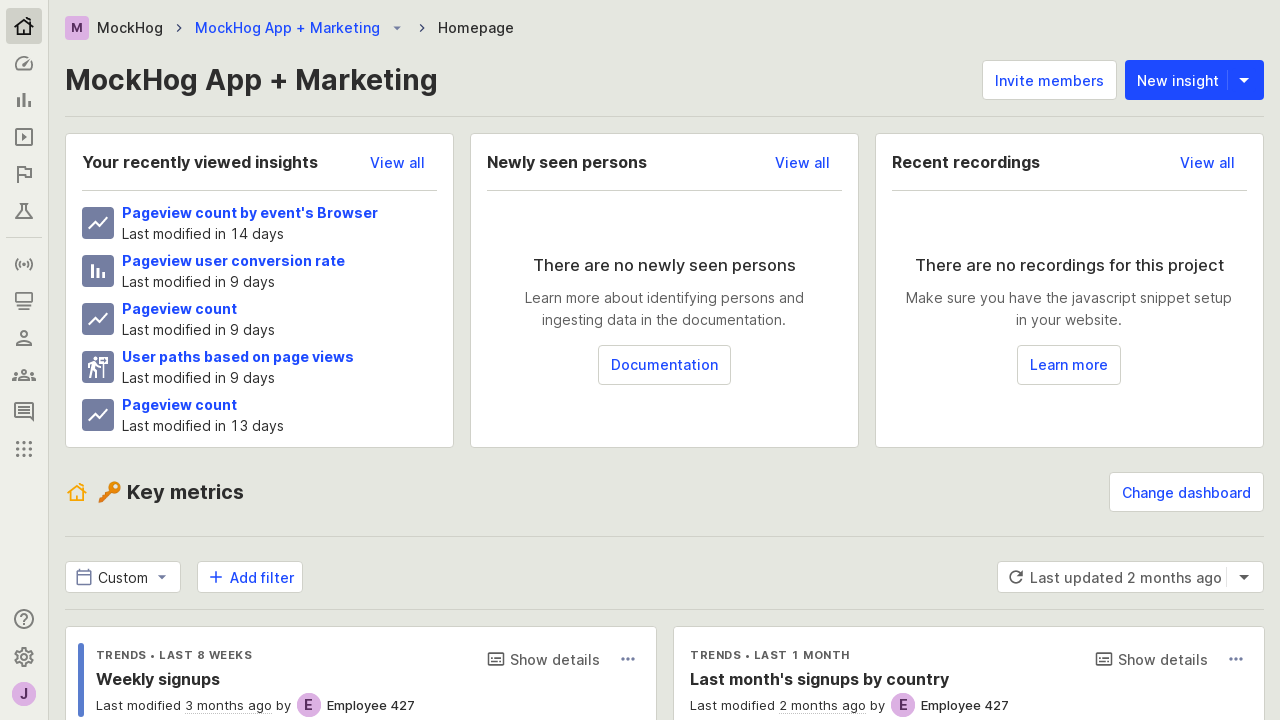 M MockHog MockHog App + Marketing Homepage
MockHog App + Marketing
Invite members
New insight
Your recently viewed insights
View all
Pageview count by event's Browser
Last modified in 14 days
Pageview user conversion rate
Last modified in 9 days
Pageview count
Last modified in 9 days
User paths based on page views
Last modified in 9 days
Pageview count
Last modified in 13 days
Newly seen persons
View all
There are no newly seen persons
Learn more about identifying persons and
ingesting data in the documentation.
Documentation
Recent recordings
View all
There are no recordings for this project
Make sure you have the javascript snippet setup
in your website.
Learn more
Key metrics
Change dashboard
Custom
Add filter
Last updated 2 months ago
TRENDS • LAST 8 WEEKS
Show details
Weekly signups
Last modified 3 months ago by E Employee 427
TRENDS • LAST 1 MONTH
Show details
Last month's signups by country
Last modified 2 months ago by E Employee 427
J